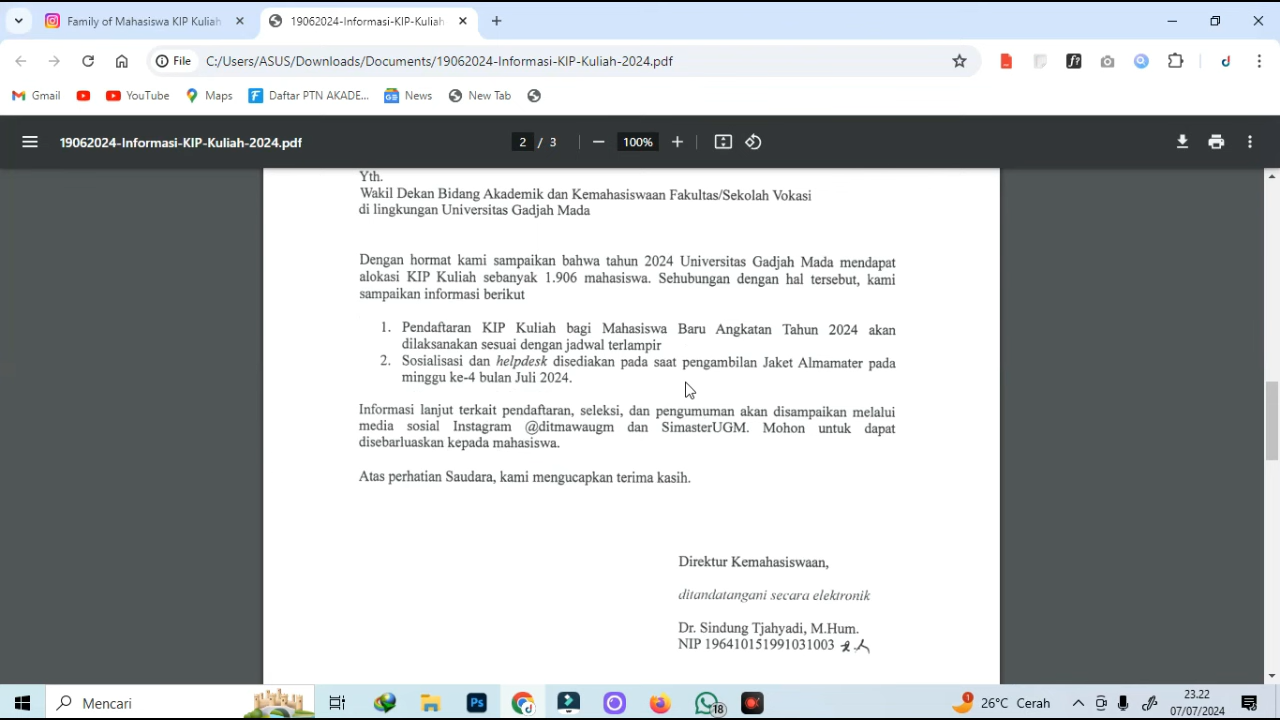 Family of Mahasiswa KIP Kuliah
19062024-Informasi-KIP-Kuliah
File
C:/Users/ASUS/Downloads/Documents/19062024-Informasi-KIP-Kuliah-2024.pdf
Gmail
YouTube
Maps
Daftar PTN AKADE...
News
New Tab
19062024-Informasi-KIP-Kuliah-2024.pdf
2 / 3
100%
Yth.
Wakil Dekan Bidang Akademik dan Kemahasiswaan Fakultas/Sekolah Vokasi
di lingkungan Universitas Gadjah Mada
Dengan hormat kami sampaikan bahwa tahun 2024 Universitas Gadjah Mada mendapat
alokasi KIP Kuliah sebanyak 1.906 mahasiswa. Sehubungan dengan hal tersebut, kami
sampaikan informasi berikut
1. Pendaftaran KIP Kuliah bagi Mahasiswa Baru Angkatan Tahun 2024 akan
dilaksanakan sesuai dengan jadwal terlampir
2. Sosialisasi dan helpdesk disediakan pada saat pengambilan Jaket Almamater pada
minggu ke-4 bulan Juli 2024.
Informasi lanjut terkait pendaftaran, seleksi, dan pengumuman akan disampaikan melalui
media sosial Instagram @ditmawaugm dan SimasterUGM. Mohon untuk dapat
disebarluaskan kepada mahasiswa.
Atas perhatian Saudara, kami mengucapkan terima kasih.
Direktur Kemahasiswaan,
ditandatangani secara elektronik
Dr. Sindung Tjahyadi, M.Hum.
NIP 196410151991031003
Mencari
18
1
26°C Cerah
23.22
07/07/2024